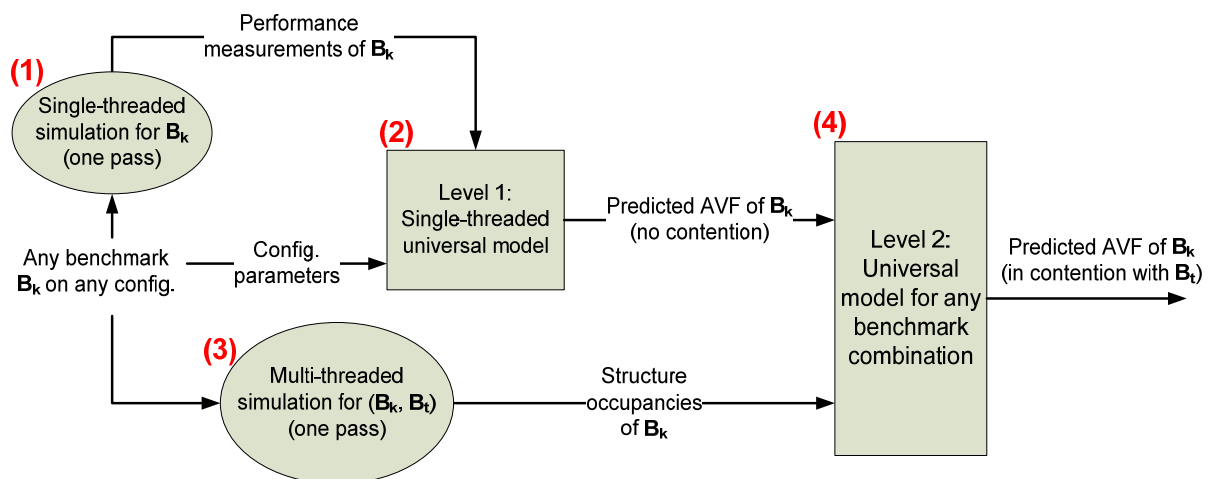 Performance
measurements of Bk
(1)
Single-threaded
simulation for Bk
(one pass)
(2)
Level 1:
Single-threaded
universal model
(4)
Predicted AVF of Bk
(no contention)
Level 2:
Universal
model for any
benchmark
combination
Predicted AVF of Bk
(in contention with Bt)
Any benchmark
Bk on any config.
Config.
parameters
(3)
Multi-threaded
simulation for (Bk, Bt)
(one pass)
Structure
occupancies
of Bk